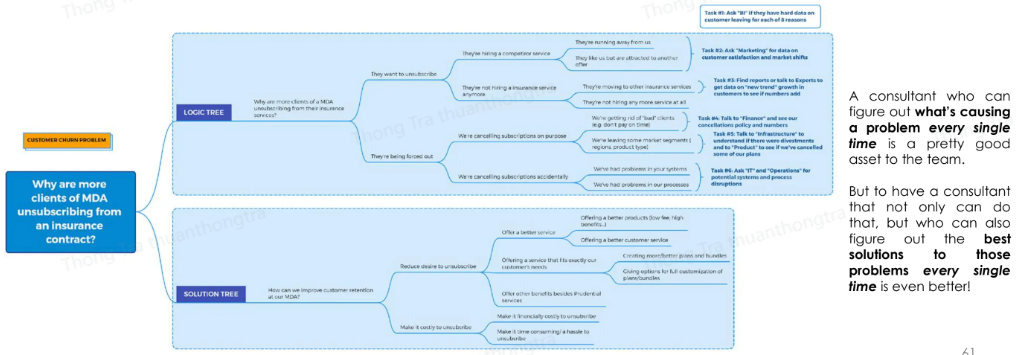 Task #1: Ask "BI" if they have hard data on
customer leaving for each of 8 reasons
They're running away from us
They like us but are attracted to another
offer
Task #2: Ask "Marketing" for data on
customer satisfaction and market shifts
They're hiring a competitor service
They want to unsubscribe
They're not hiring a insurance service
anymore
They're moving to other insurance services
They're not hiring any more service at all
Task #3: Find reports or talk to Experts to
get data on "new trend" growth in
customers to see if numbers add
LOGIC TREE
Why are more clients of a MDA
unsubscribing from their insurance
services?
We're getting rid of "bad" clients
(e.g. don't pay on time)
Task #4: Talk to "Finance" and see our
cancellations policy and numbers
We're cancelling subscriptions on purpose
We're leaving some market segments (
regions, product type)
Task #5: Talk to "Infrastructure" to
understand if there were divestments
and to "Product" to see if we've cancelled
some of our plans
They're being forced out
We're cancelling subscriptions accidentally
We've had problems in your systems
We've had problems in our processes
Task #6: Ask "IT" and "Operations" for
potential systems and process
disruptions
CUSTOMER CHURN PROBLEM
Why are more
clients of MDA
unsubscribing from
an insurance
contract?
Offering a better products (low fee, high
benefits..)
Offer a better service
Offering a better customer service
Reduce desire to unsubscribe
Offering a service that fits exactly our
customer's needs
Creating more/better plans and bundles
Giving options for full customization of
plans/bundles
SOLUTION TREE
How can we improve customer retention
at our MDA?
Offer other benefits besides Prudential
services
Make it costly to unsubscribe
Make it financially costly to unsubscribe
Make it time consuming/ a hassle to
unsubscribe
A consultant who can
figure out what's causing
a problem every single
time is a pretty good
asset to the team.
But to have a consultant
that not only can do
that, but who can also
figure out the best
solutions to those
problems every single
time is even better!
61